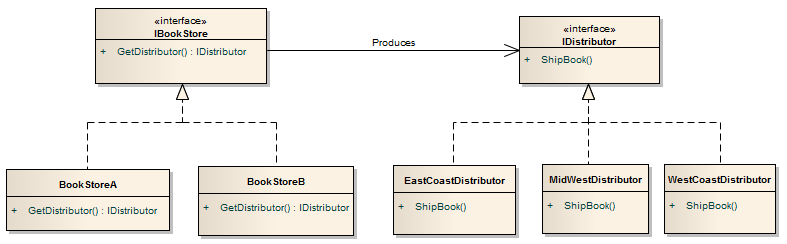 «interface»
IBookStore
+ GetDistributor() : IDistributor
Produces
«interface»
IDistributor
+ ShipBook()
BookStoreA
+ GetDistributor() : IDistributor
BookStoreB
+ GetDistributor() : IDistributor
EastCoastDistributor
+ ShipBook()
MidWestDistributor
+ ShipBook()
WestCoastDistributor
+ ShipBook()